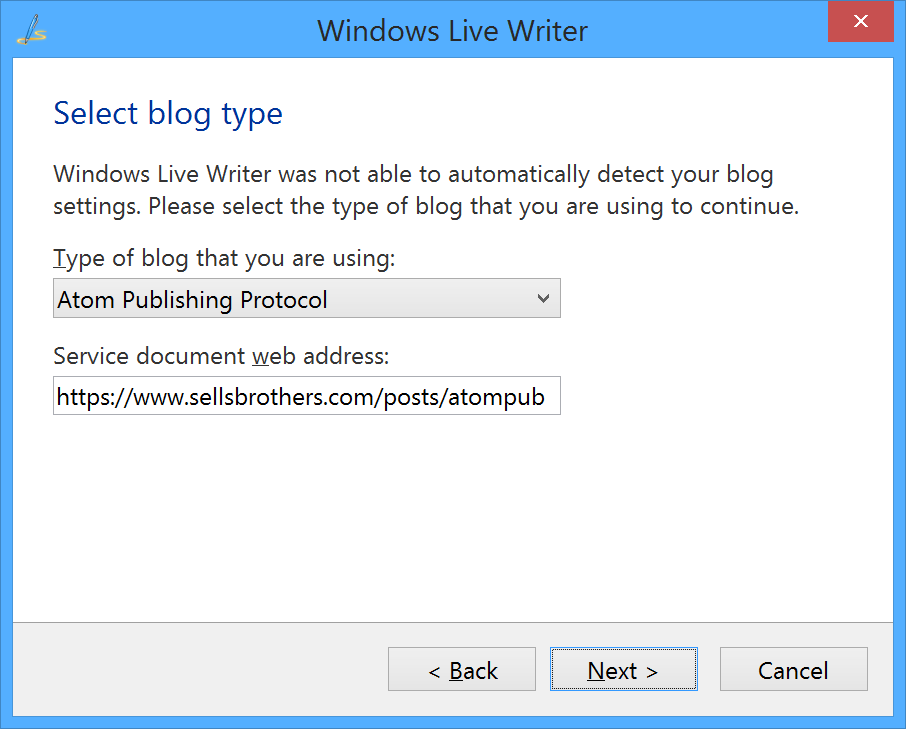 Windows Live Writer
Select blog type
Windows Live Writer was not able to automatically detect your blog
settings. Please select the type of blog that you are using to continue.
Type of blog that you are using:
Atom Publishing Protocol
Service document web address:
https://www.sellsbrothers.com/posts/atompub
< Back Next > Cancel